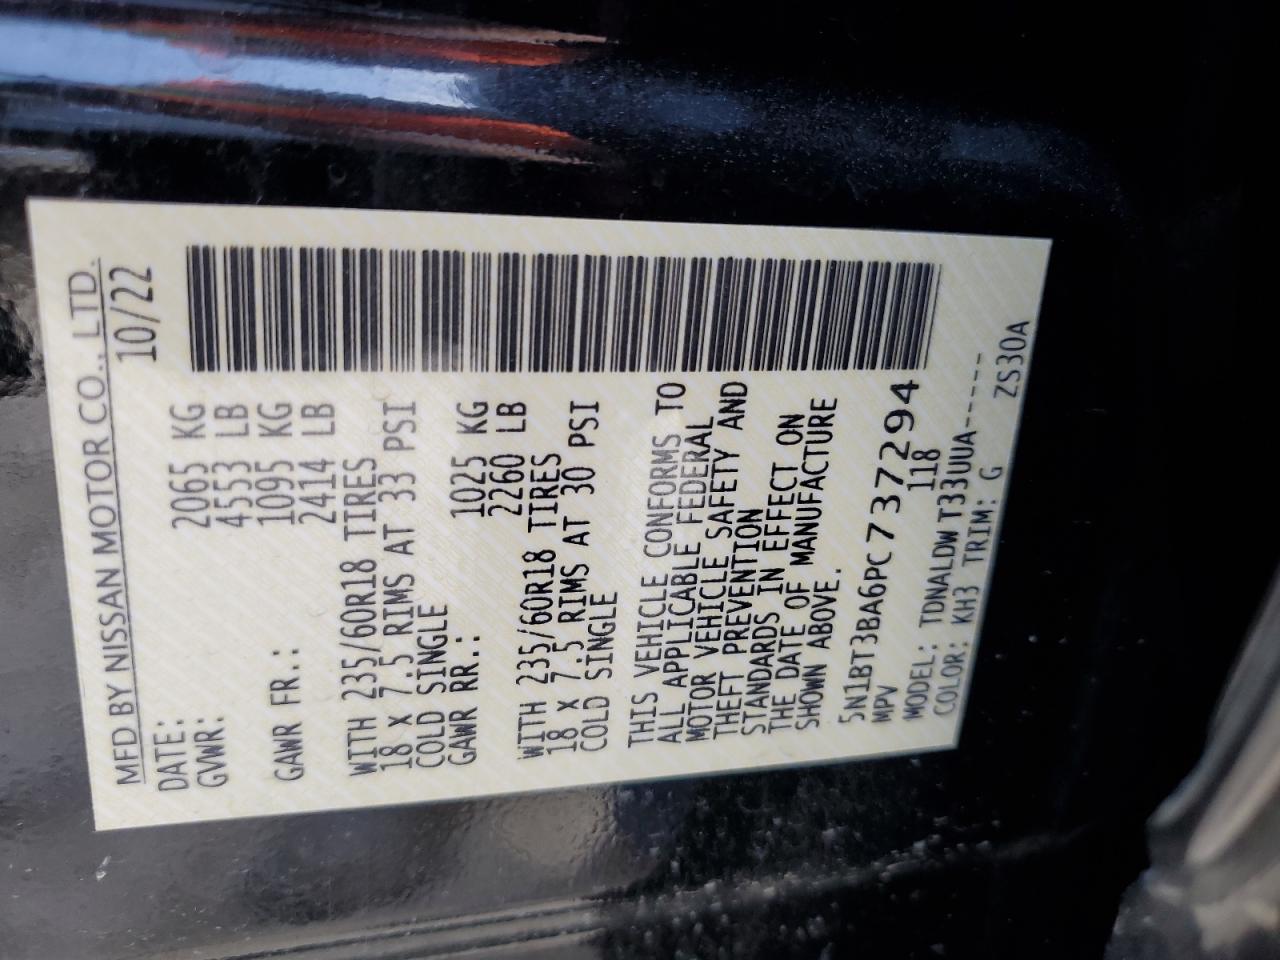 MFD BY NISSAN MOTOR CO., LTD.
DATE: 10/22
GVWR: 2065 KG
4553 LB
GAWR FR.: 1095 KG
2414 LB
WITH 235/60R18 TIRES
18 X 7.5 RIMS AT 33 PSI
COLD SINGLE
GAWR RR.: 1025 KG
2260 LB
WITH 235/60R18 TIRES
18 X 7.5 RIMS AT 30 PSI
COLD SINGLE
THIS VEHICLE CONFORMS TO
ALL APPLICABLE FEDERAL
MOTOR VEHICLE SAFETY AND
THEFT PREVENTION
STANDARDS IN EFFECT ON
THE DATE OF MANUFACTURE
SHOWN ABOVE.
5N1BT3BA6PC737294
MPV 118
MODEL: TDNALDWT33UUA------
COLOR: KH3 TRIM: G ZS30A